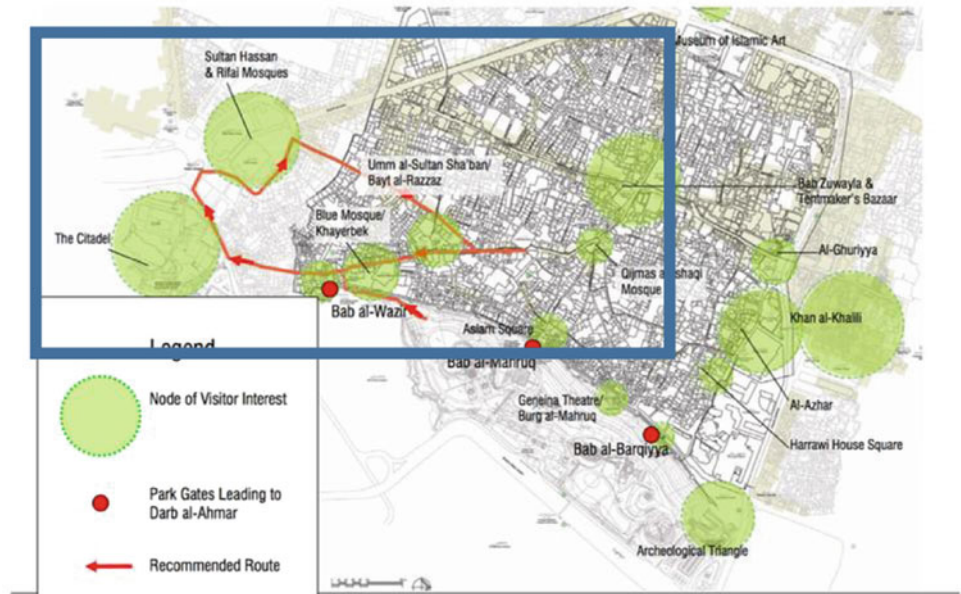 Museum of Islamic Art
Sultan Hassan
& Rifai Mosques
Umm al-Sultan Sha'ban/
Bayt al-Razzaz
Bab Zuwayla &
Tentmaker's Bazaar
Blue Mosque/
Khayerbek
The Citadel
Al-Ghuriyya
Qijmas al-Ishaqi
Mosque
Bab al-Wazir
Khan al-Khalili
Aslam Square
Legend
Bab al-Mahruq
Node of Visitor Interest
Geneina Theatre/
Burg al-Mahruq
Al-Azhar
Bab al-Barqiyya
Harrawi House Square
Park Gates Leading to
Darb al-Ahmar
Archeological Triangle
Recommended Route